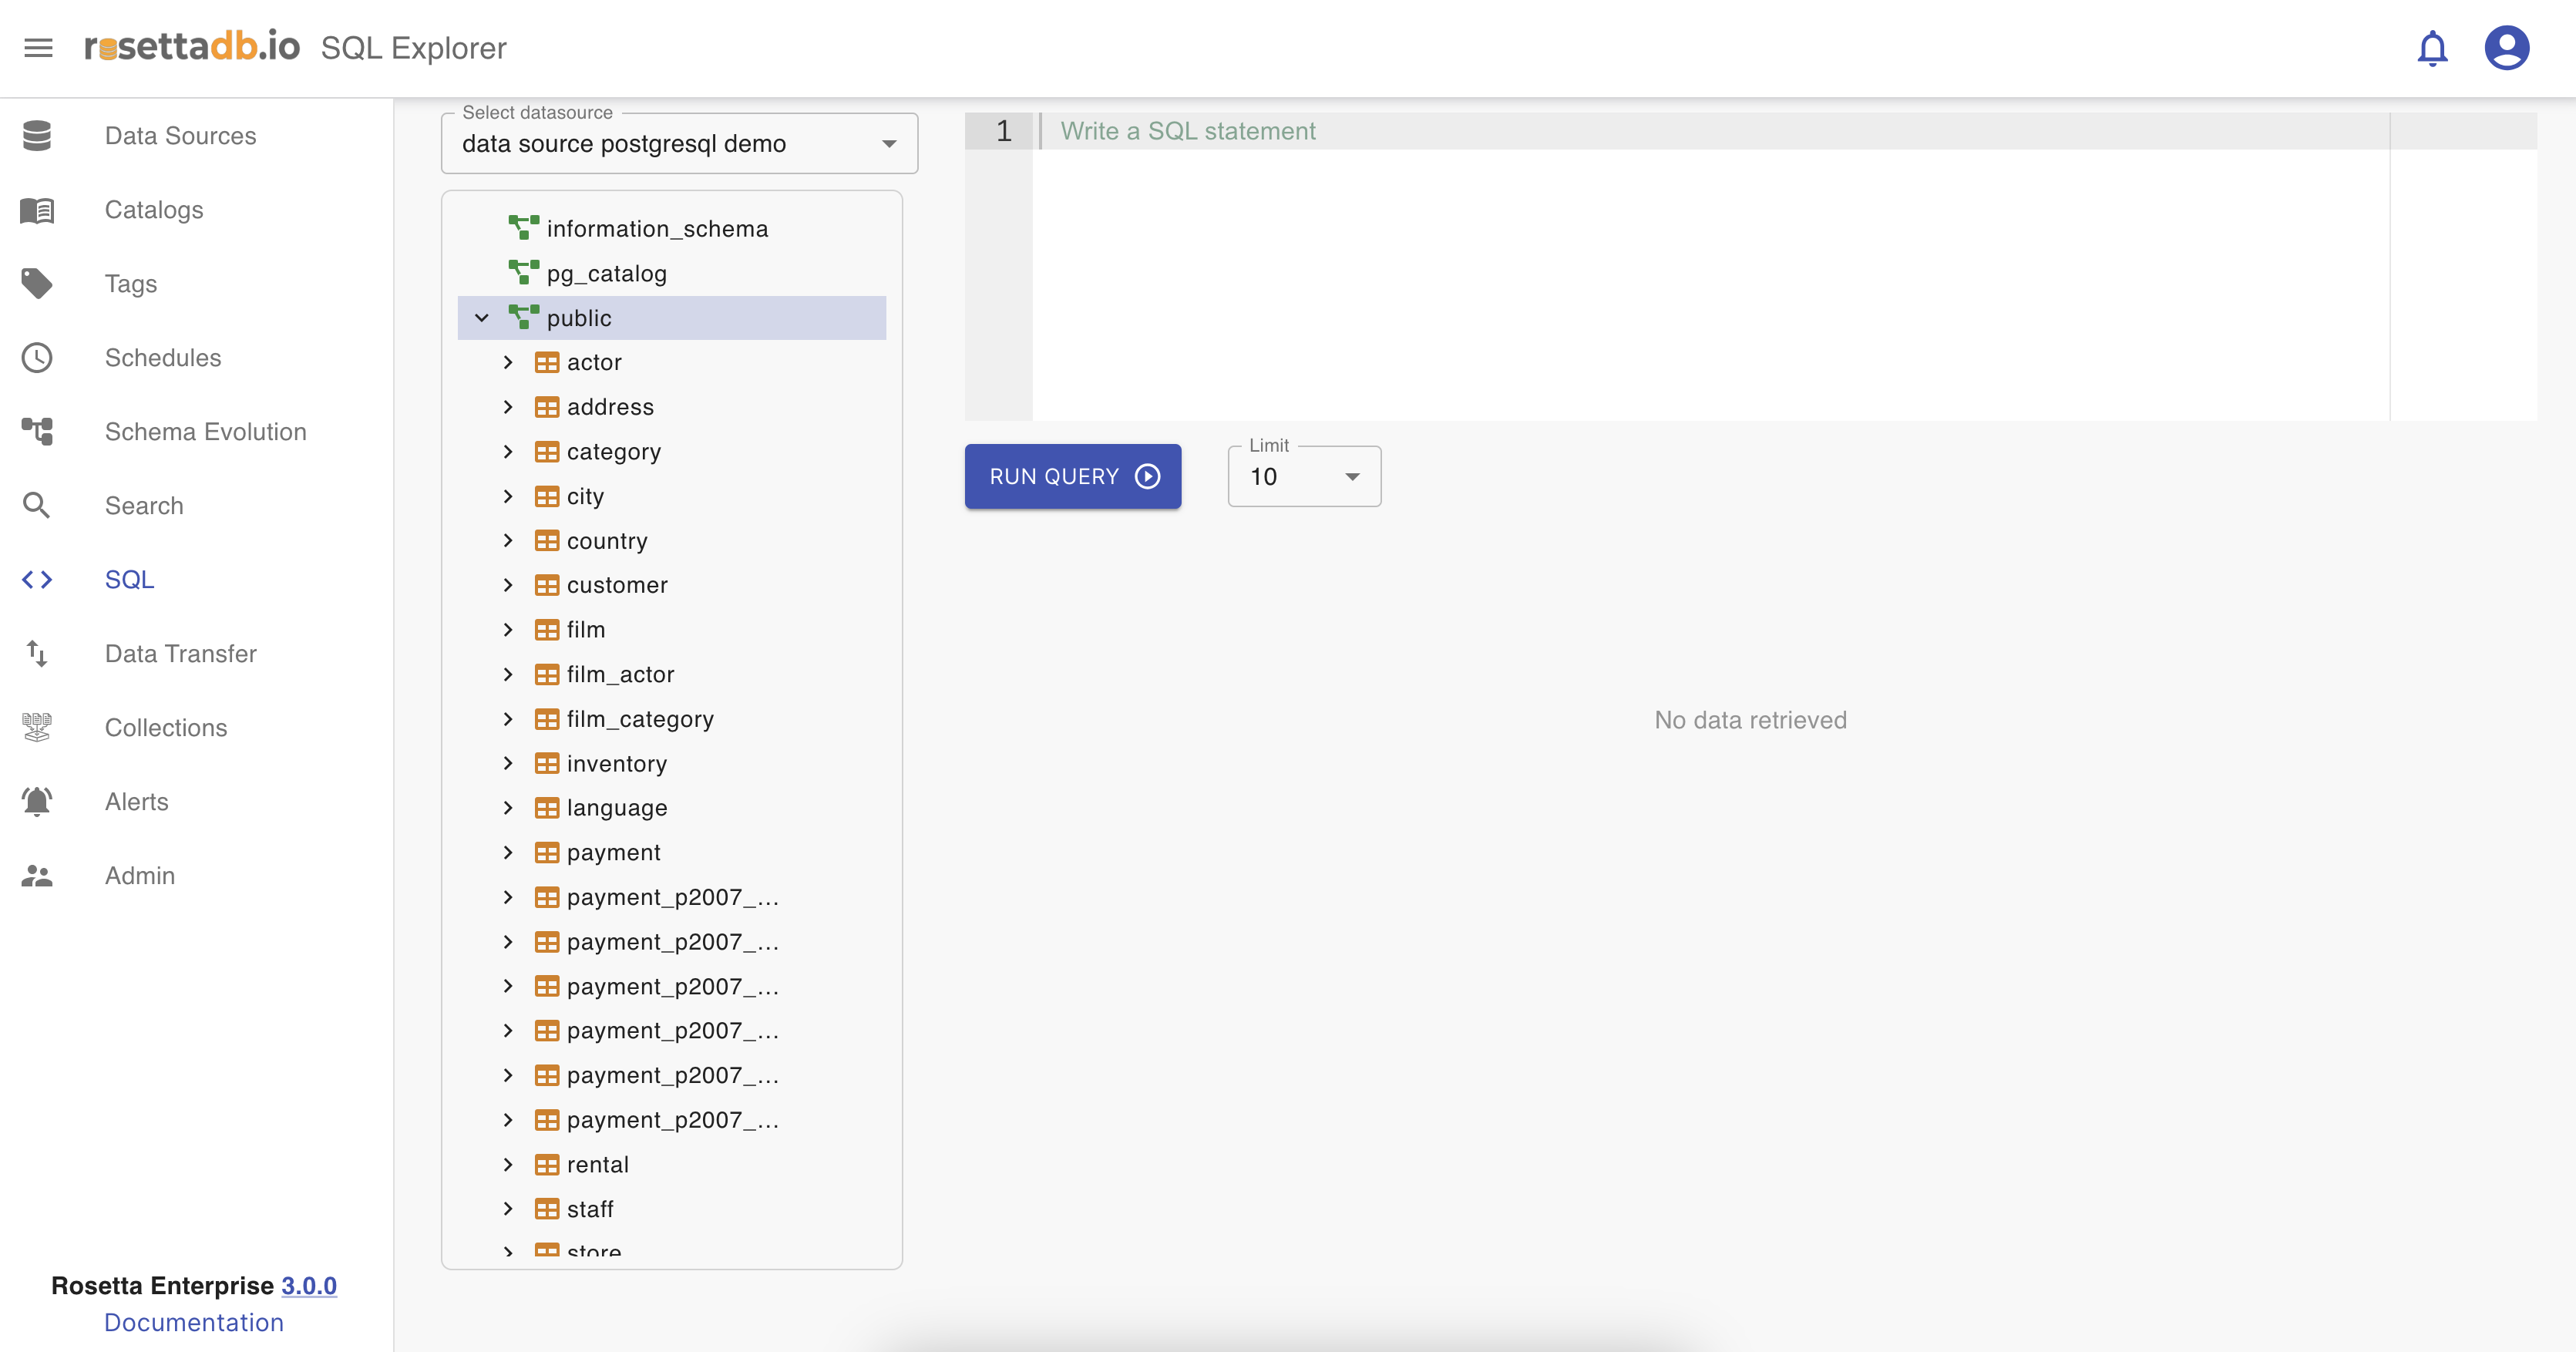 rosettadb.io SQL Explorer
Data Sources
Catalogs
Tags
Schedules
Schema Evolution
Search
SQL
Data Transfer
Collections
Alerts
Admin
Rosetta Enterprise 3.0.0
Documentation
Select datasource
data source postgresql demo
information_schema
pg_catalog
public
actor
address
category
city
country
customer
film
film_actor
film_category
inventory
language
payment
payment_p2007_...
payment_p2007_...
payment_p2007_...
payment_p2007_...
payment_p2007_...
payment_p2007_...
rental
staff
store
1 Write a SQL statement
RUN QUERY
Limit
10
No data retrieved